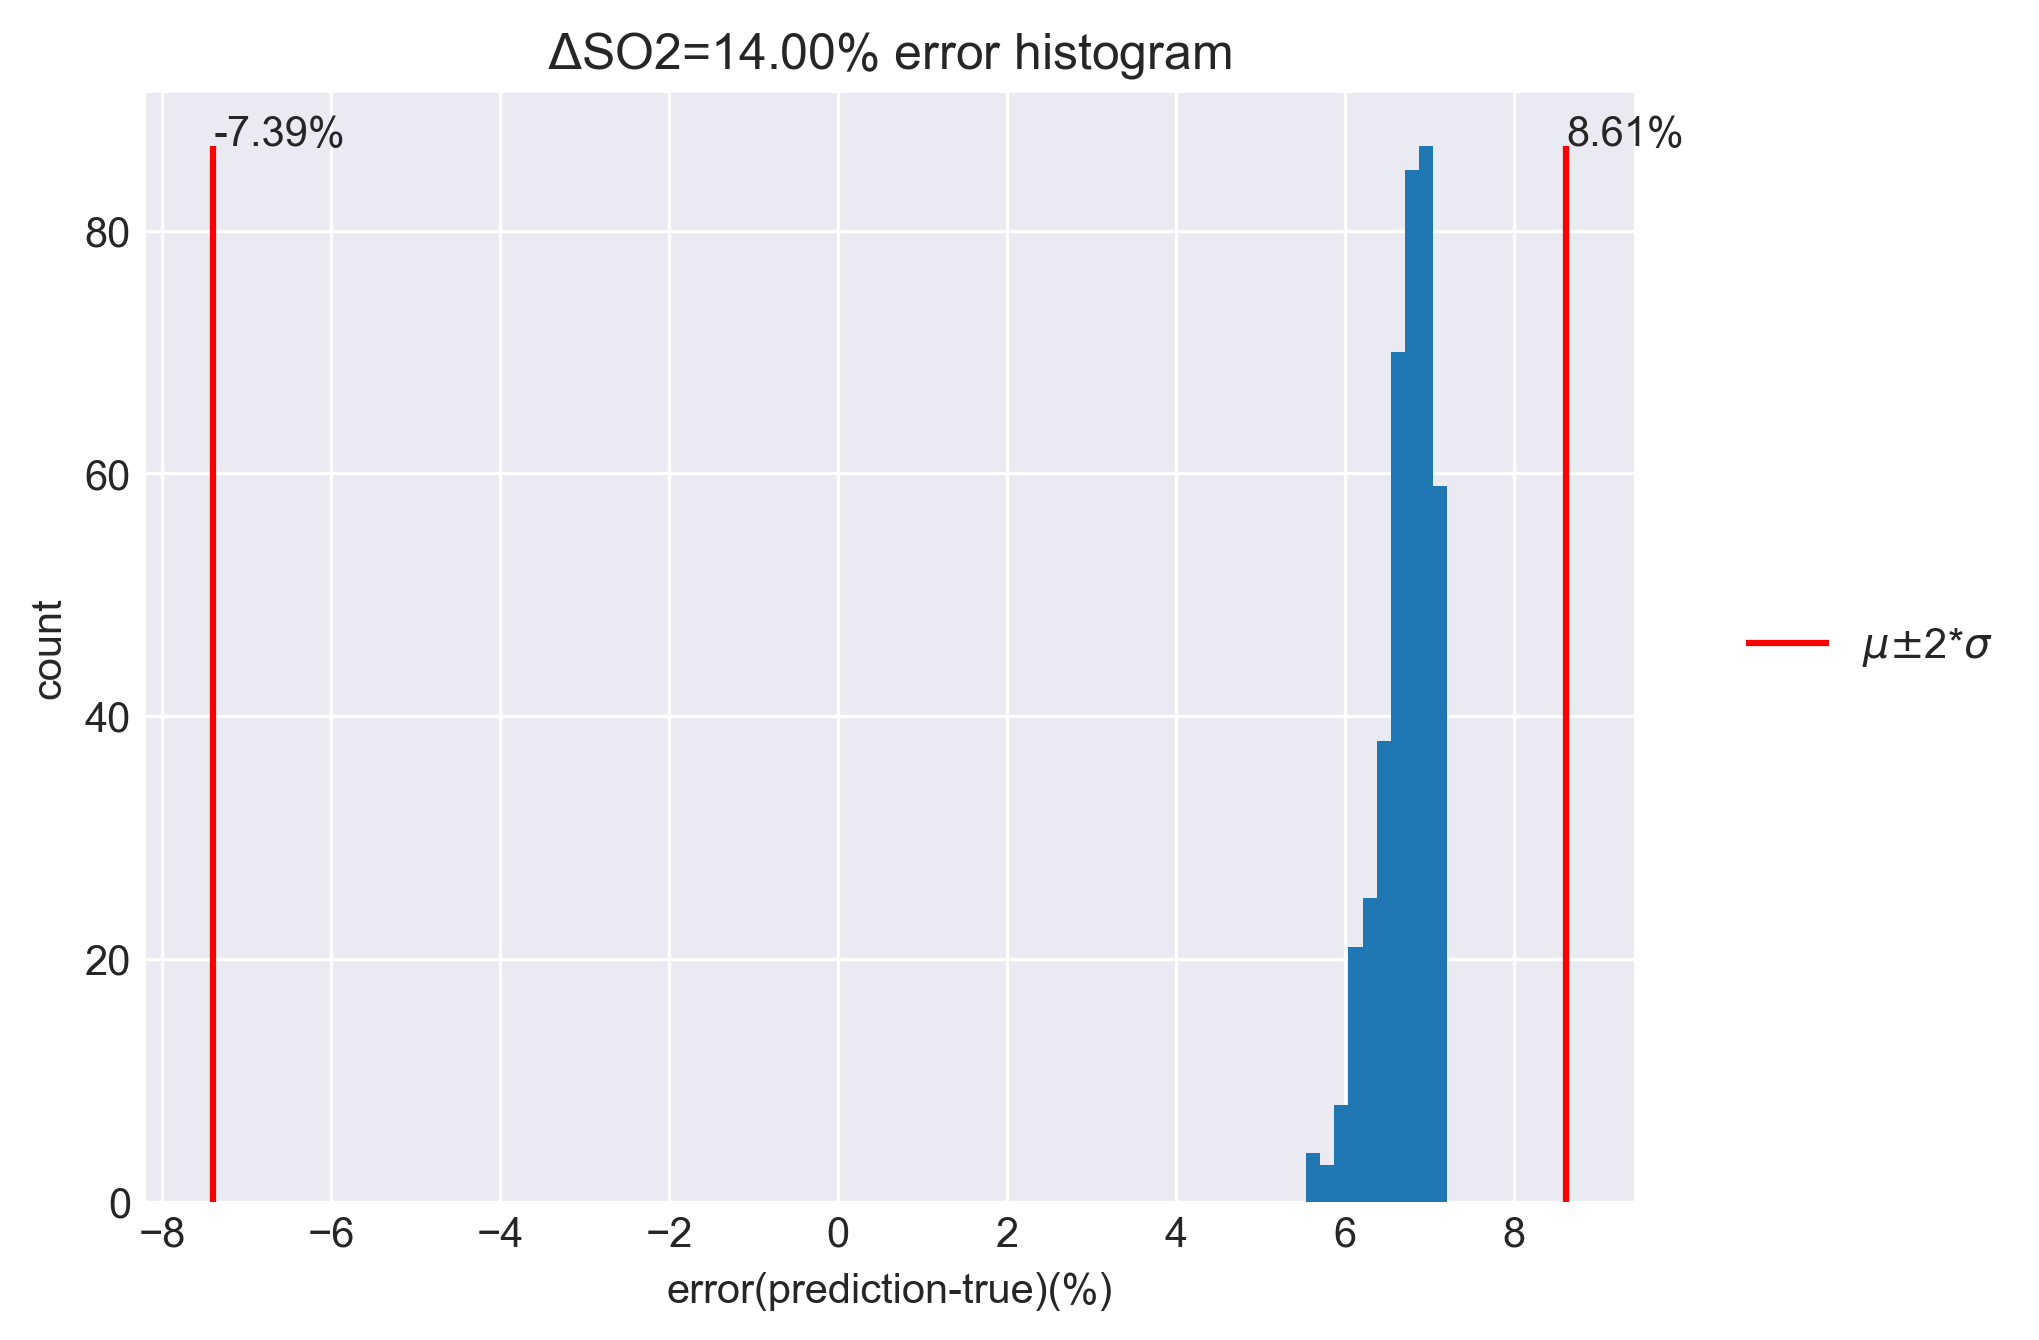 ΔSO2=14.00% error histogram
-7.39%
8.61%
80
60
40
20
0
count
−8 −6 −4 −2 0 2 4 6 8
error(prediction-true)(%)
μ±2*σ